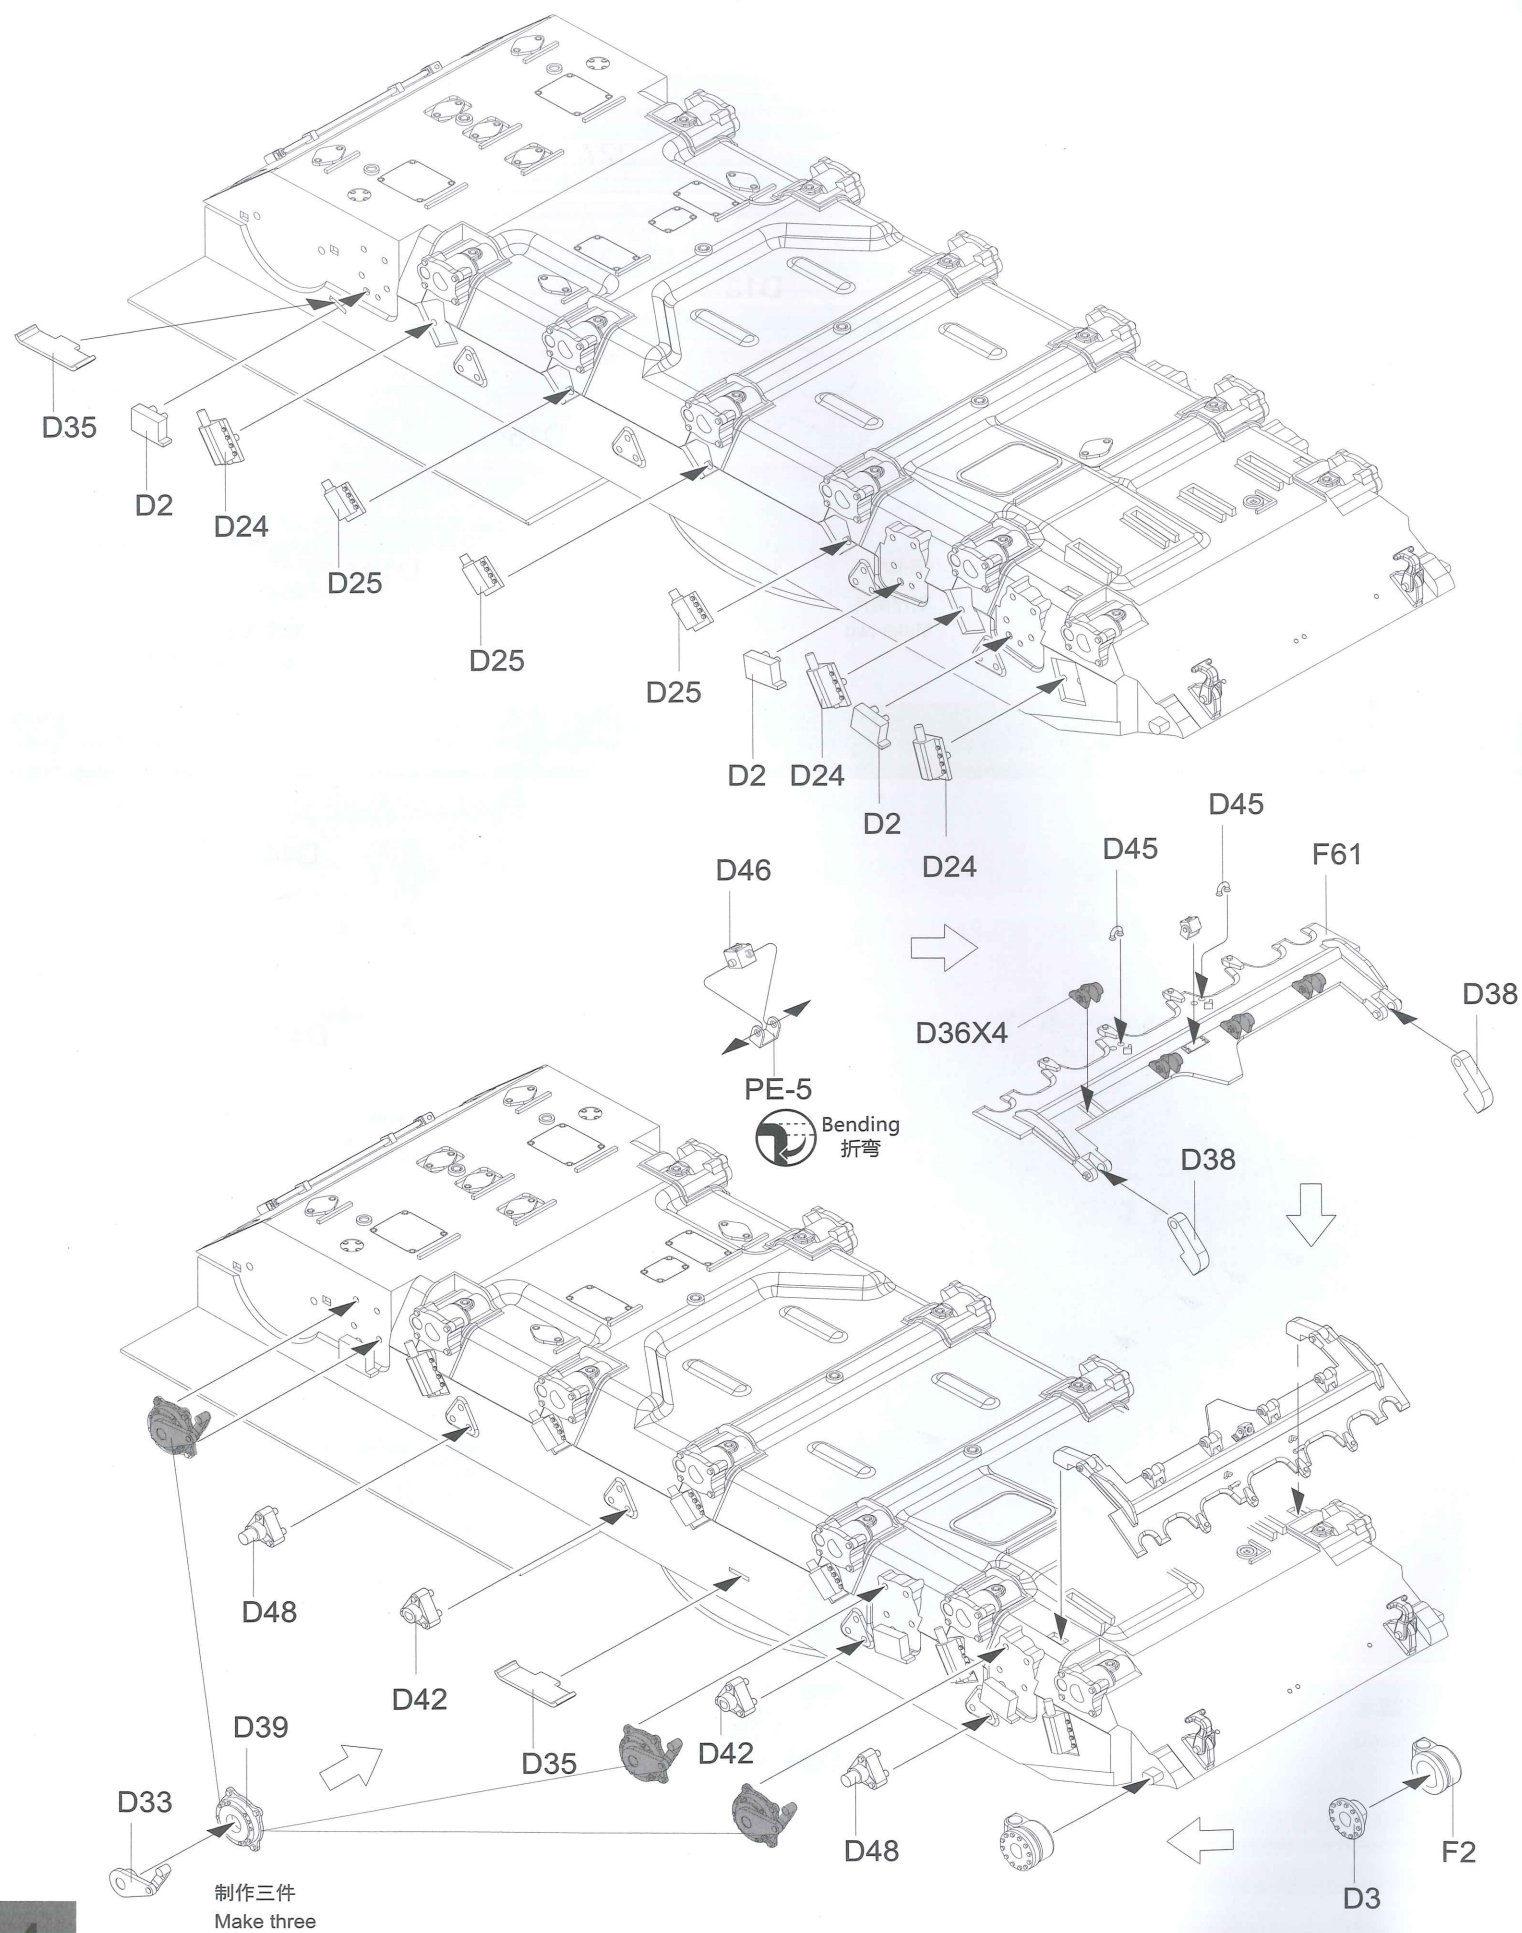 D35
D2
D24
D25
D25
D25
D2
D24
D2
D24
D46
D45
D45
F61
D36X4
D38
PE-5
Bending
折弯
D38
D48
D42
D35
D42
D39
D33
D48
D3
F2
制作三件
Make three